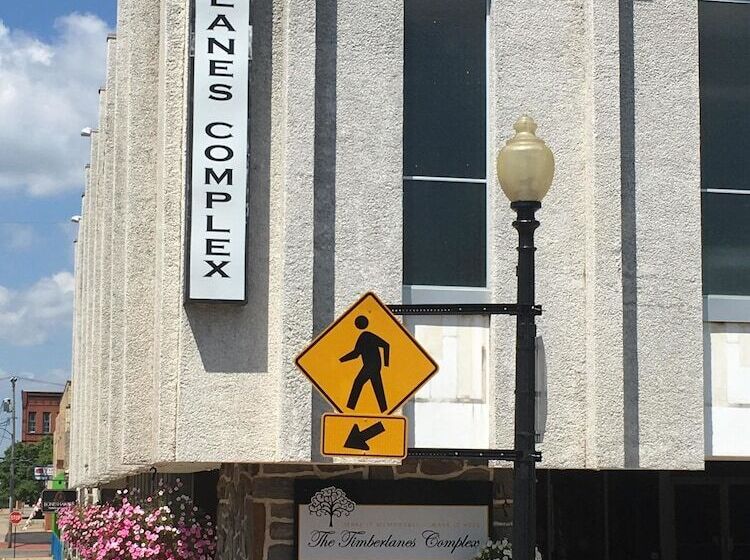 LANES COMPLEX
The Timberlanes Complex